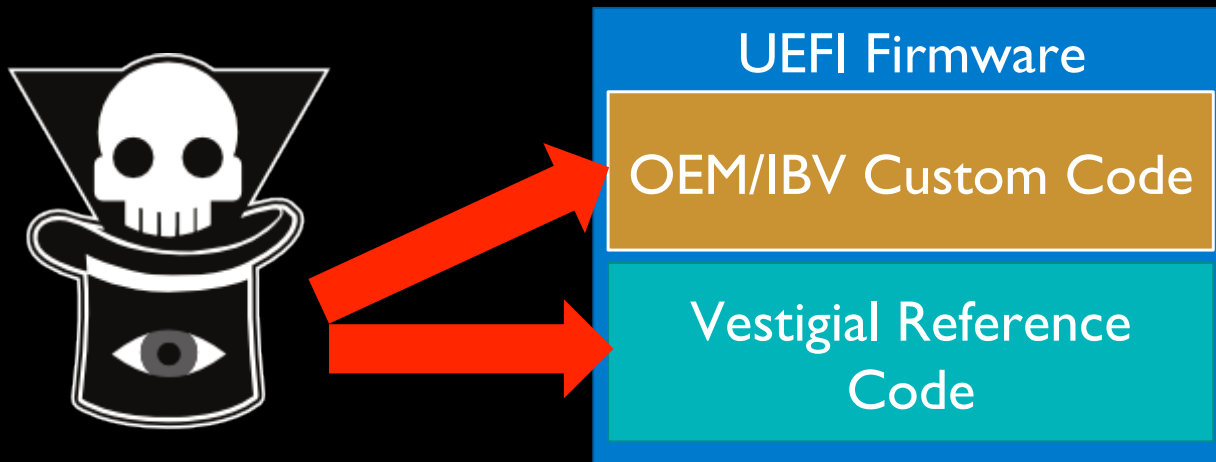 UEFI Firmware
OEM/IBV Custom Code
Vestigial Reference
Code